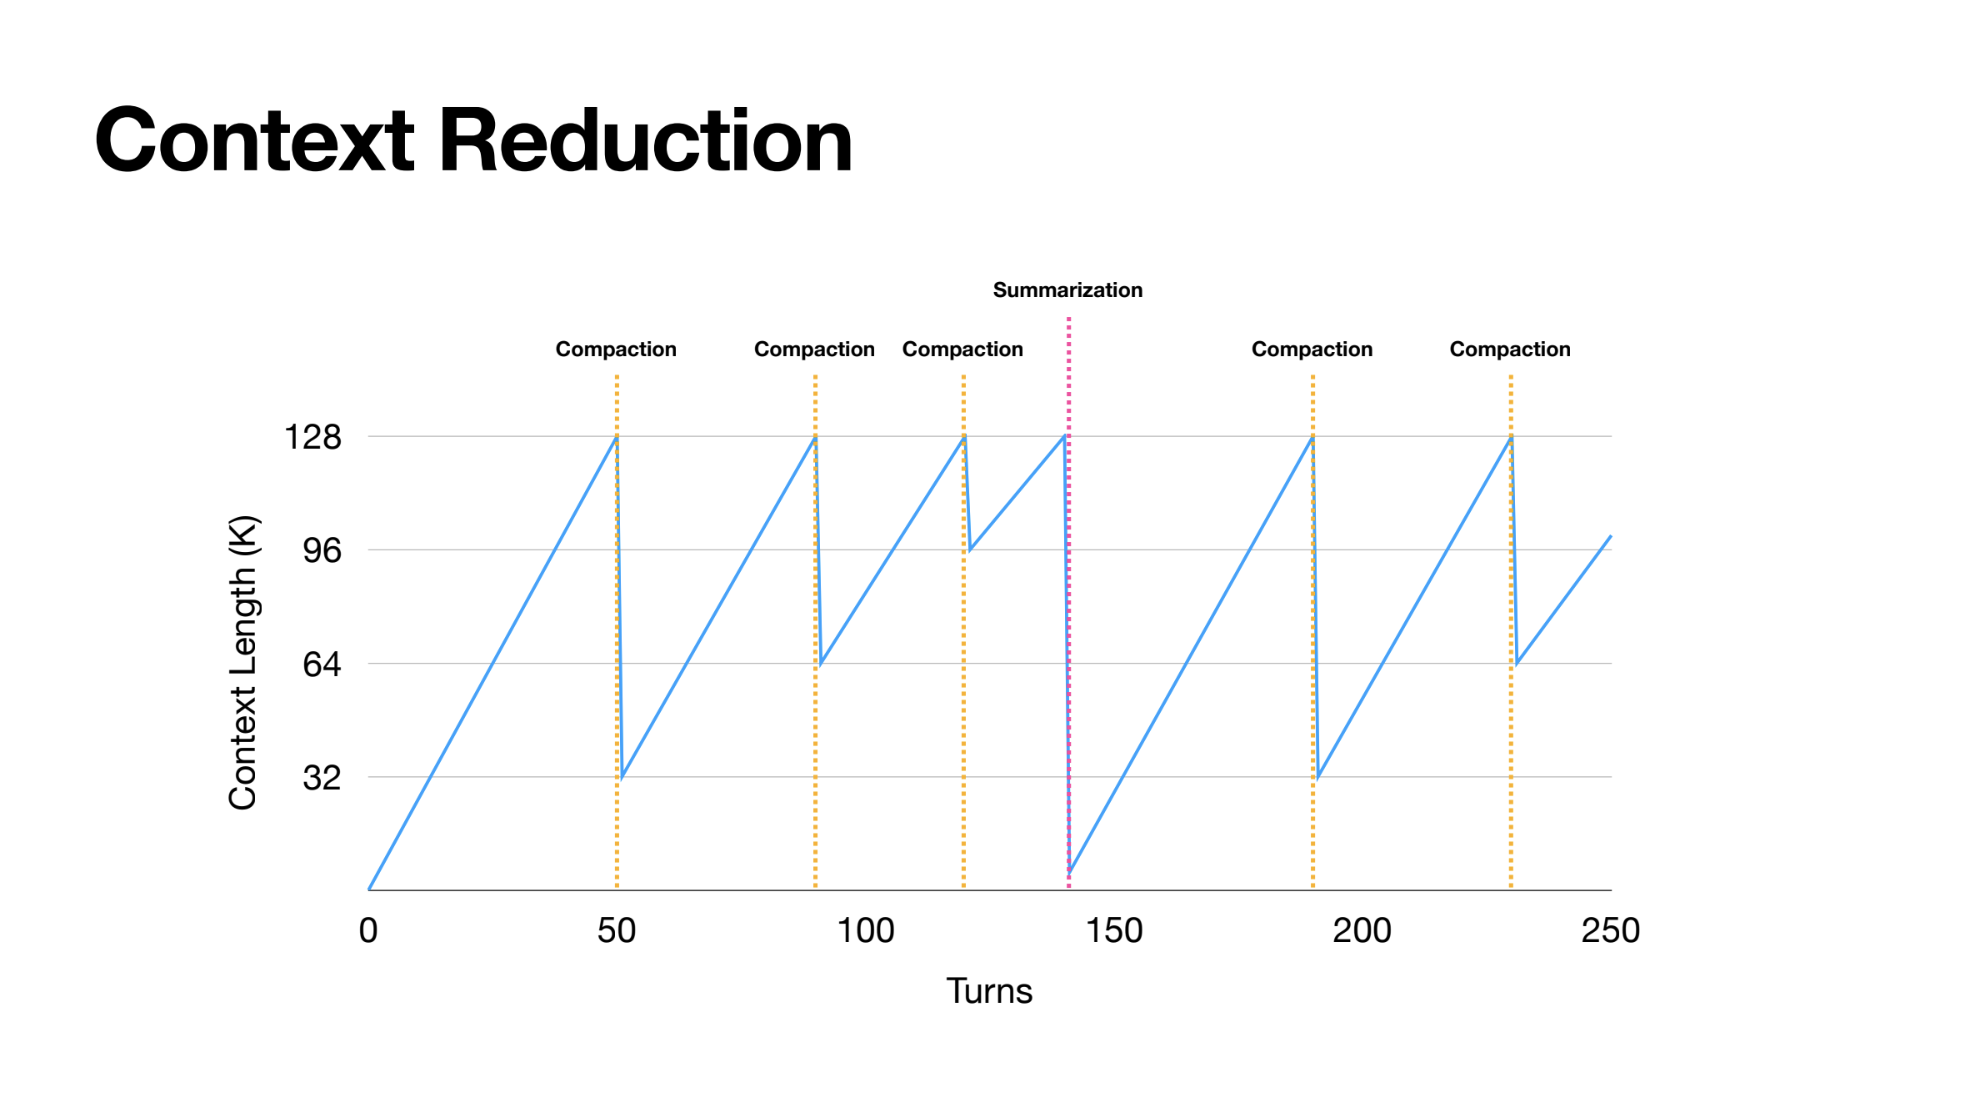 Context Reduction
Summarization
Compaction
Compaction
Compaction
Compaction
Compaction
128
96
64
32
Context Length (K)
0
50
100
150
200
250
Turns